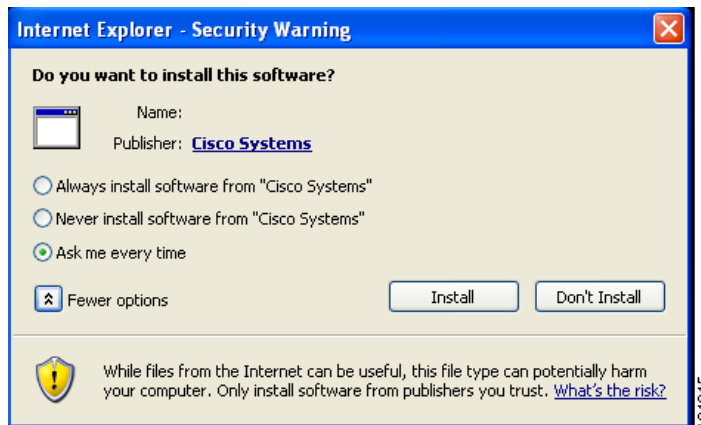 Internet Explorer - Security Warning
Do you want to install this software?
Name:
Publisher: Cisco Systems
Always install software from "Cisco Systems"
Never install software from "Cisco Systems"
Ask me every time
Fewer options
Install
Don't Install
While files from the Internet can be useful, this file type can potentially harm
your computer. Only install software from publishers you trust. What's the risk?